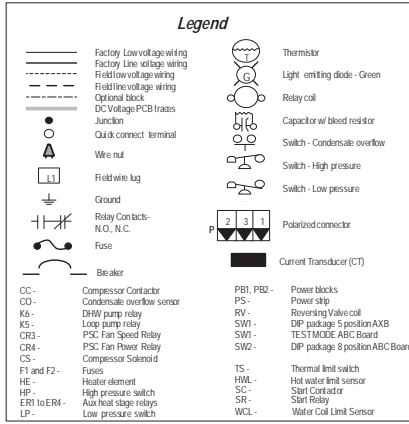 Legend
Factory Low voltage wiring
Factory Line voltage wiring
Field low voltage wiring
Field line voltage wiring
Optional block
DC Voltage PCB traces
Junction
Quick connect terminal
Wire nut
L1
Field wire lug
Ground
Relay Contacts-
N.O., N.C.
Fuse
Breaker
T
Thermistor
G
Light emitting diode - Green
Relay coil
Capacitor w/ bleed resistor
Switch - Condensate overflow
Switch - High pressure
Switch - Low pressure
P 2 3 1
Polarized connector
Current Transducer (CT)
CC - Compressor Contactor
CO - Condensate overflow sensor
K6 - DHW pump relay
K5 - Loop pump relay
CR3 - PSC Fan Speed Relay
CR4 - PSC Fan Power Relay
CS - Compressor Solenoid
F1 and F2 - Fuses
HE - Heater element
HP - High pressure switch
ER1 to ER4 - Aux heat stage relays
LP - Low pressure switch
PB1, PB2 - Power blocks
PS - Power strip
RV - Reversing Valve coil
SW1 - DIP package 5 position AXB
SW1 - TEST MODE ABC Board
SW2 - DIP package 8 position ABC Board
TS - Thermal limit switch
HWL - Hot water limit sensor
SC - Start Contactor
SR - Start Relay
WCL - Water Coil Limit Sensor